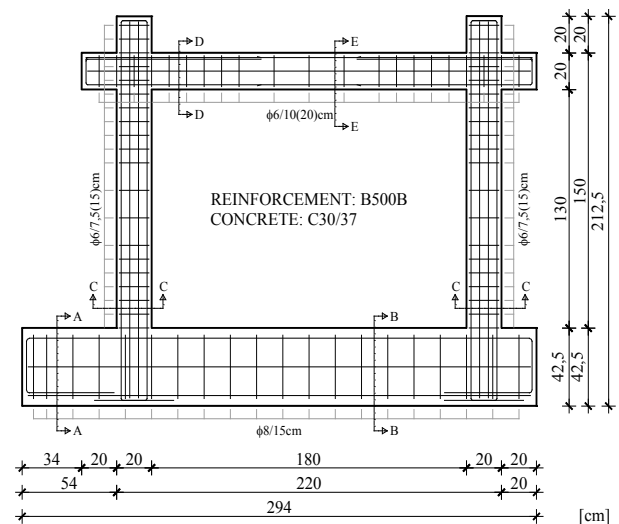 D
E
D
E
ϕ6/10(20)cm
ϕ6/7,5(15)cm
REINFORCEMENT: B500B
CONCRETE: C30/37
ϕ6/7,5(15)cm
C
C
C
C
A
B
A
B
ϕ8/15cm
20
20
20
130
150
212,5
42,5
42,5
34
20
20
180
20
20
54
220
20
294
[cm]